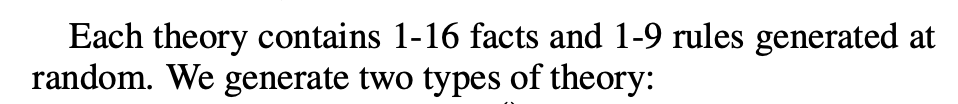 Each theory contains 1-16 facts and 1-9 rules generated at
random. We generate two types of theory: